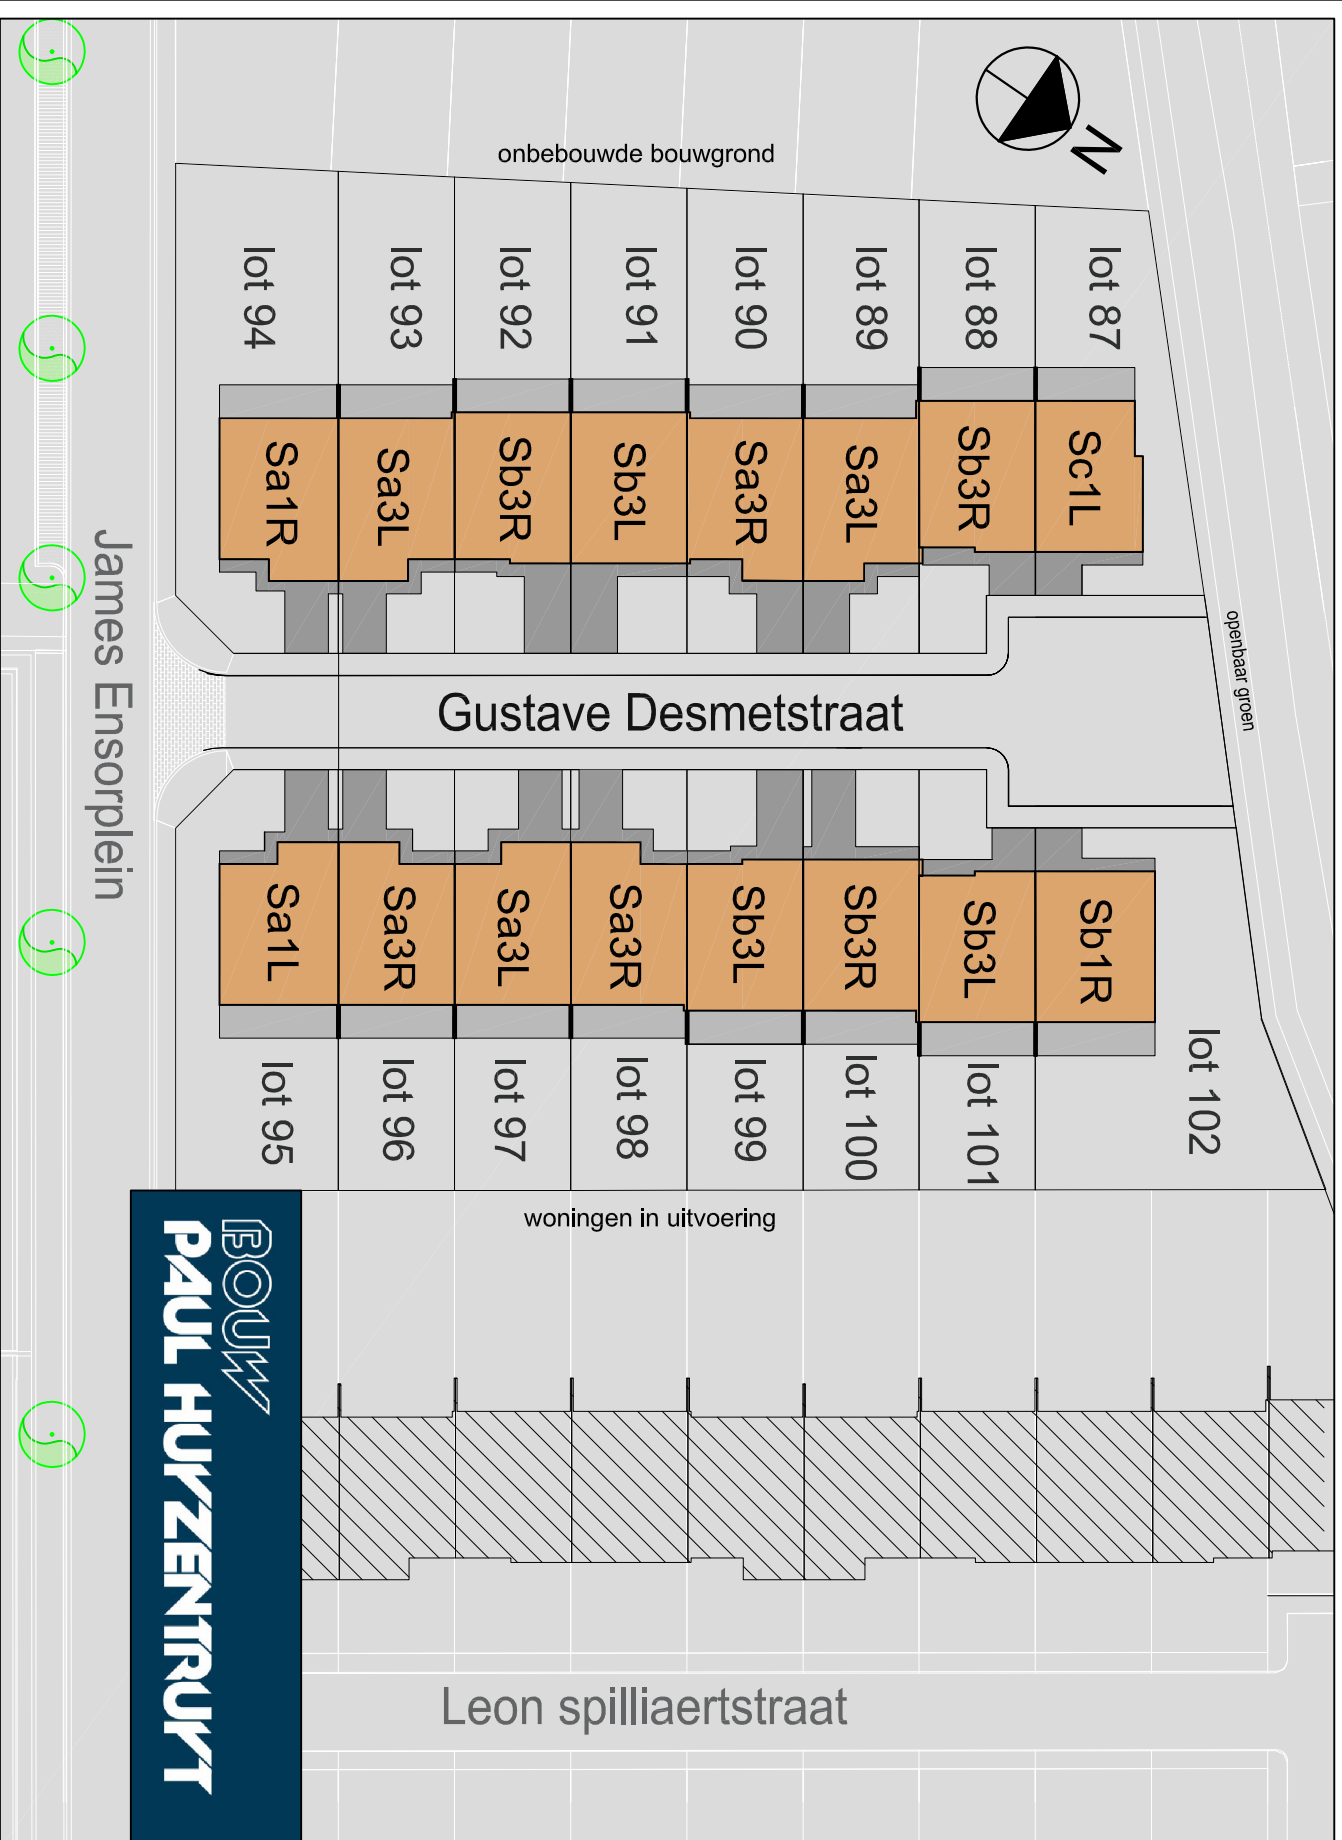 N
onbebouwde bouwgrond
lot 94
lot 93
lot 92
lot 91
lot 90
lot 89
lot 88
lot 87
Sa1R
Sa3L
Sb3R
Sb3L
Sa3R
Sa3L
Sb3R
Sc1L
James Ensorplein
Gustave Desmetstraat
openbaar groen
Sa1L
Sa3R
Sa3L
Sa3R
Sb3L
Sb3R
Sb3L
Sb1R
lot 95
lot 96
lot 97
lot 98
lot 99
lot 100
lot 101
lot 102
woningen in uitvoering
BOUW
PAUL HUYZENTRUYT
Leon spilliaertstraat